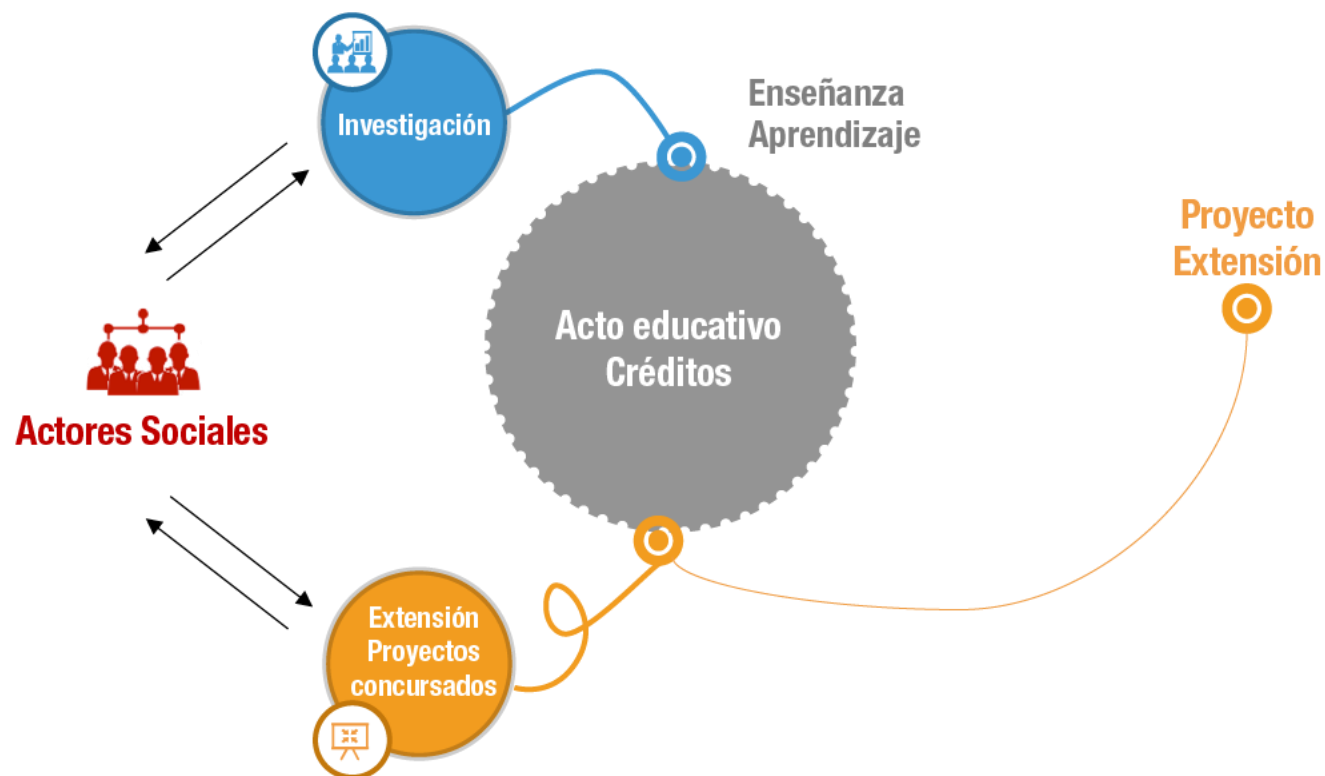 Investigación
Enseñanza
Aprendizaje
Proyecto
Extensión
Acto educativo
Créditos
Actores Sociales
Extensión
Proyectos
concursados